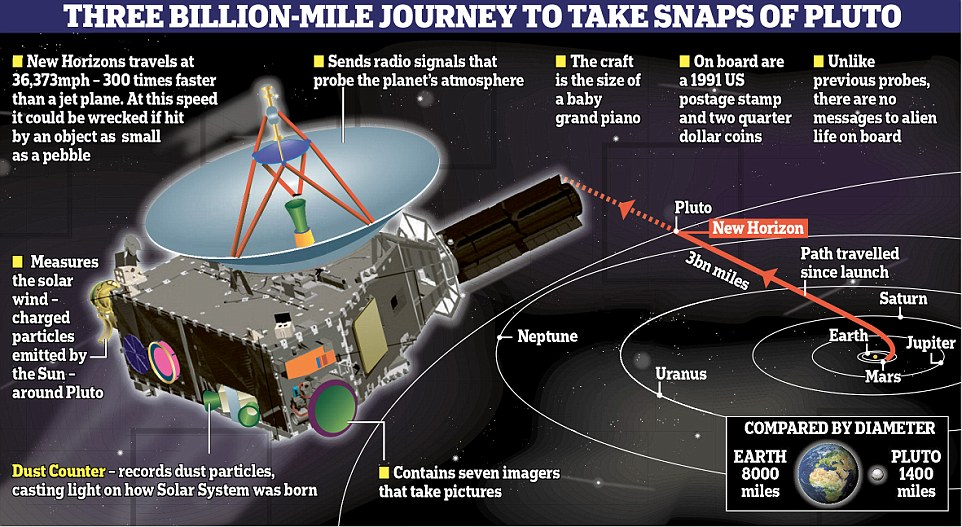 THREE BILLION-MILE JOURNEY TO TAKE SNAPS OF PLUTO
New Horizons travels at
36,373mph – 300 times faster
than a jet plane. At this speed
it could be wrecked if hit
by an object as small
as a pebble
Sends radio signals that
probe the planet's atmosphere
The craft
is the size of
a baby
grand piano
On board are
a 1991 US
postage stamp
and two quarter
dollar coins
Unlike
previous probes,
there are no
messages to alien
life on board
Measures
the solar
wind –
charged
particles
emitted by
the Sun –
around Pluto
Pluto
New Horizon
3bn miles
Path travelled
since launch
Saturn
Neptune
Earth
Jupiter
Uranus
Mars
Dust Counter – records dust particles,
casting light on how Solar System was born
Contains seven imagers
that take pictures
COMPARED BY DIAMETER
EARTH
8000
miles
PLUTO
1400
miles